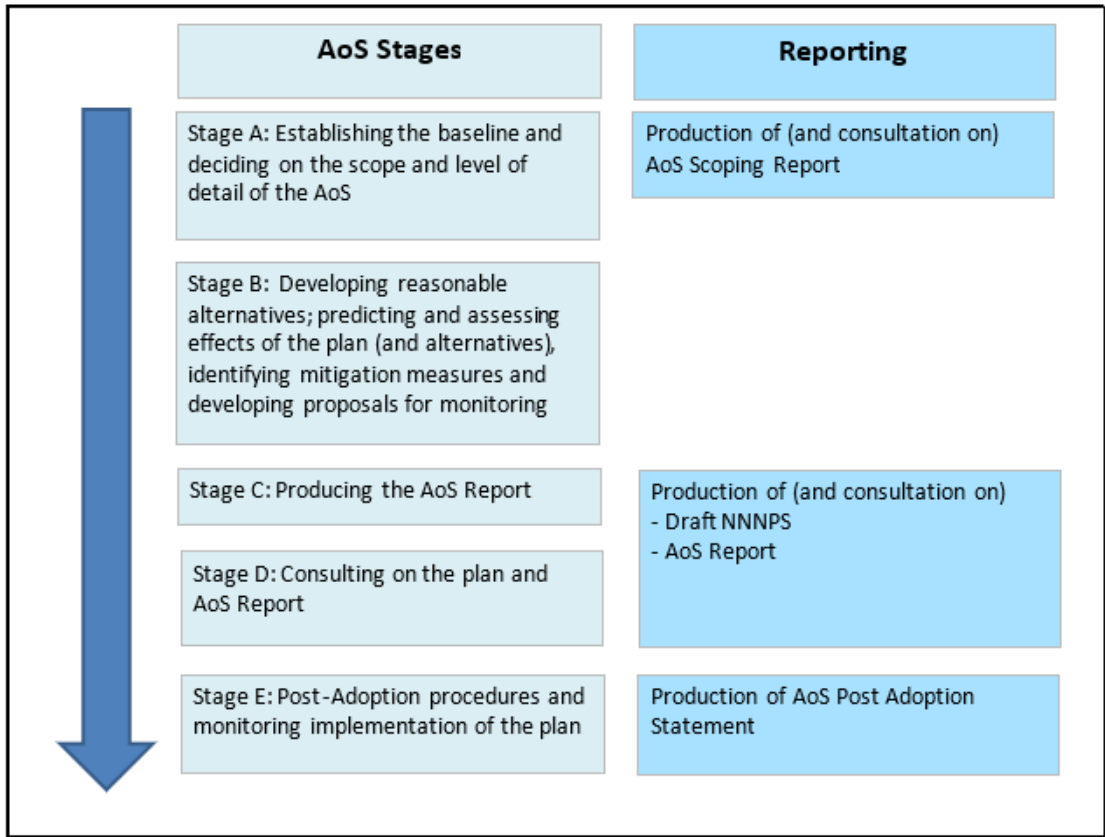 AoS Stages
Reporting
Stage A: Establishing the baseline and
deciding on the scope and level of
detail of the AoS
Production of (and consultation on)
AoS Scoping Report
Stage B:  Developing reasonable
alternatives; predicting and assessing
effects of the plan (and alternatives),
identifying mitigation measures and
developing proposals for monitoring
Stage C: Producing the AoS Report
Production of (and consultation on)
- Draft NNNPS
- AoS Report
Stage D: Consulting on the plan and
AoS Report
Stage E: Post-Adoption procedures and
monitoring implementation of the plan
Production of AoS Post Adoption
Statement